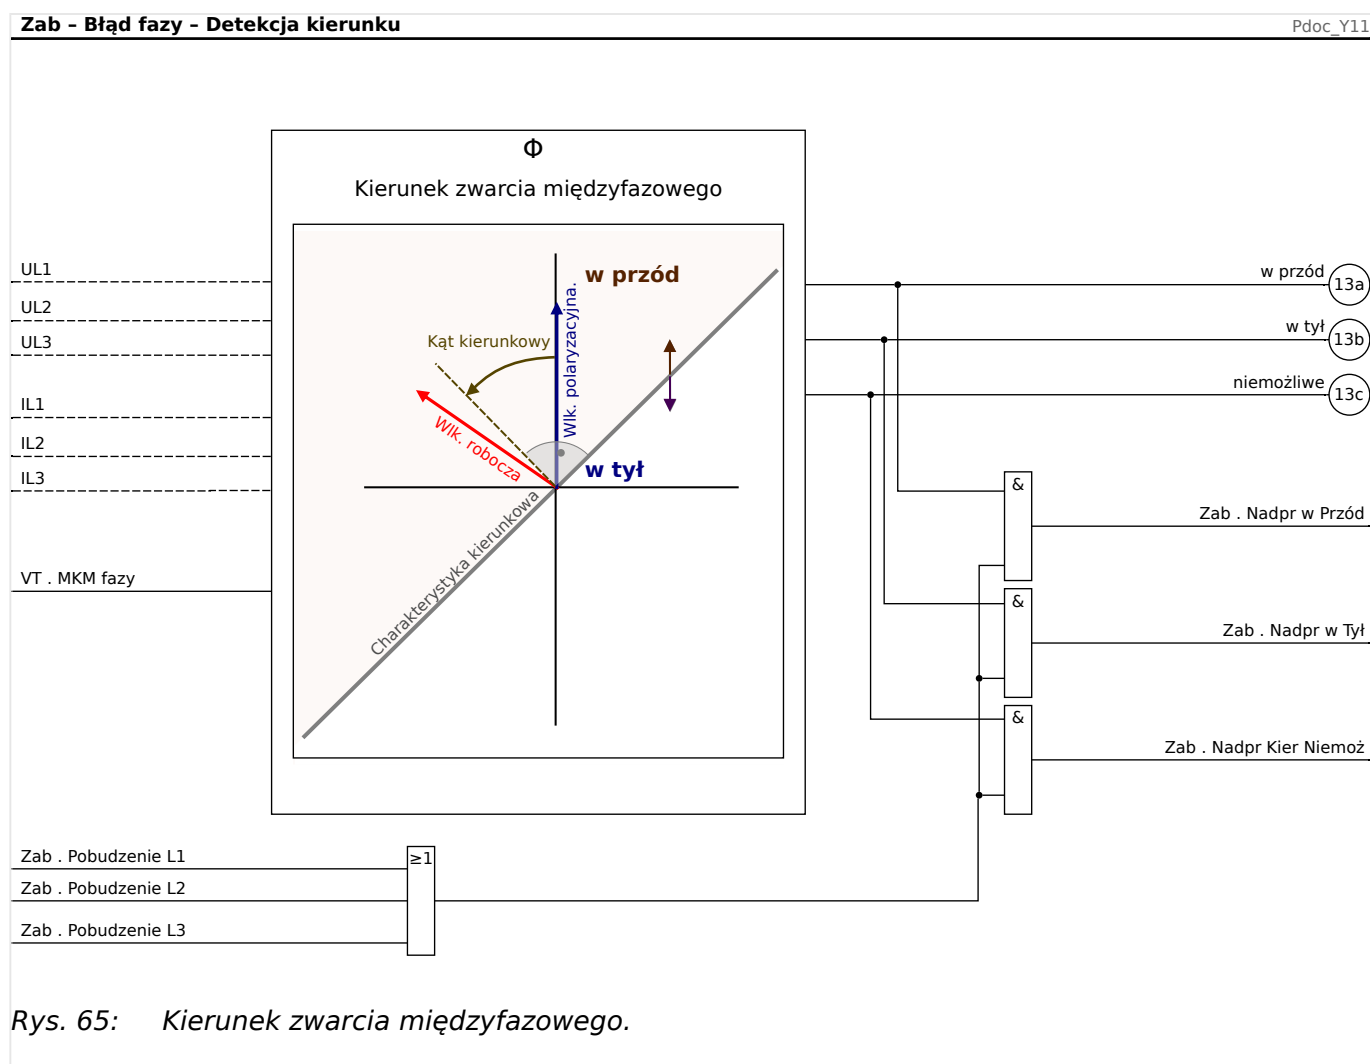 Zab – Błąd fazy – Detekcja kierunku
Pdoc_Y11
Φ
Kierunek zwarcia międzyfazowego
UL1
UL2
UL3
IL1
IL2
IL3
VT . MKM fazy
w przód
Kąt kierunkowy
Wlk. polaryzacyjna.
Wlk. robocza
w tył
Charakterystyka kierunkowa
w przód
13a
w tył
13b
niemożliwe
13c
&
Zab . Nadpr w Przód
&
Zab . Nadpr w Tył
&
Zab . Nadpr Kier Niemoż
Zab . Pobudzenie L1
Zab . Pobudzenie L2
Zab . Pobudzenie L3
≥1
Rys. 65: Kierunek zwarcia międzyfazowego.